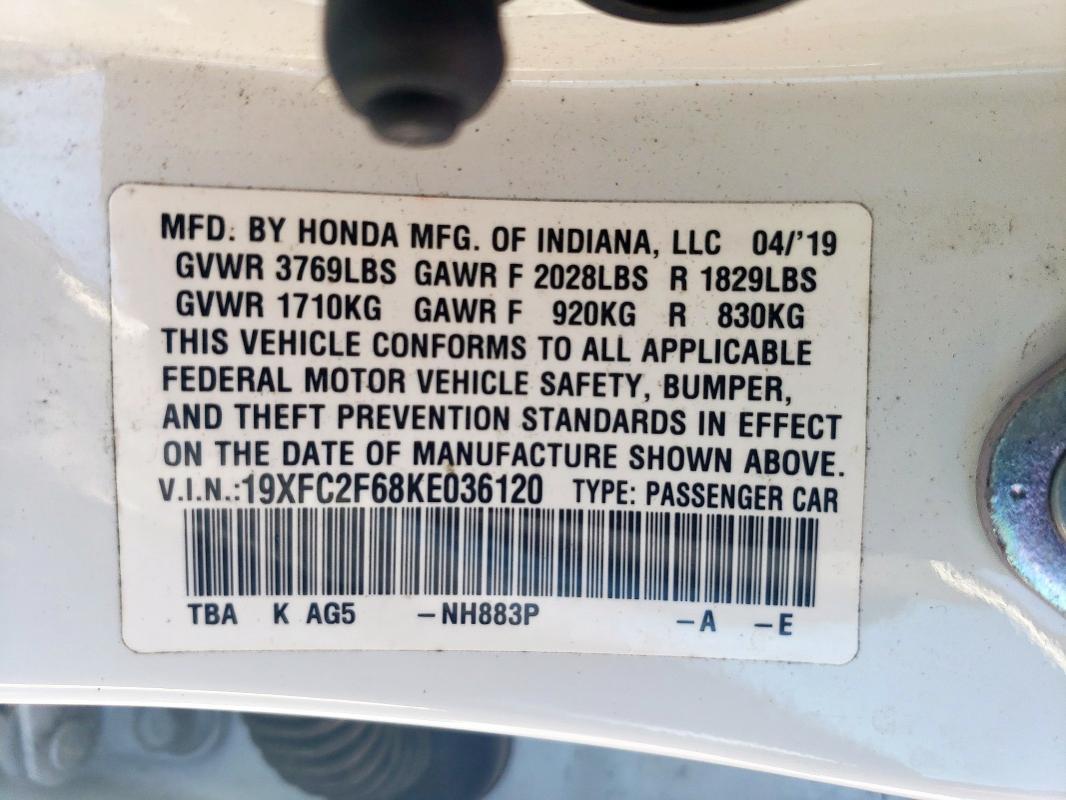 MFD. BY HONDA MFG. OF INDIANA, LLC 04/'19
GVWR 3769LBS GAWR F 2028LBS R 1829LBS
GVWR 1710KG GAWR F 920KG R 830KG
THIS VEHICLE CONFORMS TO ALL APPLICABLE
FEDERAL MOTOR VEHICLE SAFETY, BUMPER,
AND THEFT PREVENTION STANDARDS IN EFFECT
ON THE DATE OF MANUFACTURE SHOWN ABOVE.
V.I.N.:19XFC2F68KE036120 TYPE: PASSENGER CAR
TBA K AG5 –NH883P –A –E